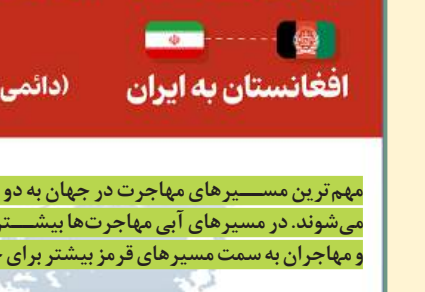 افغانستان به ایران
(دائمی
مهم‌ترین مسیرهای مهاجرت در جهان به دو
می‌شوند. در مسیرهای آبی مهاجرت‌ها بیشتر
و مهاجران به سمت مسیرهای قرمز بیشتر برای